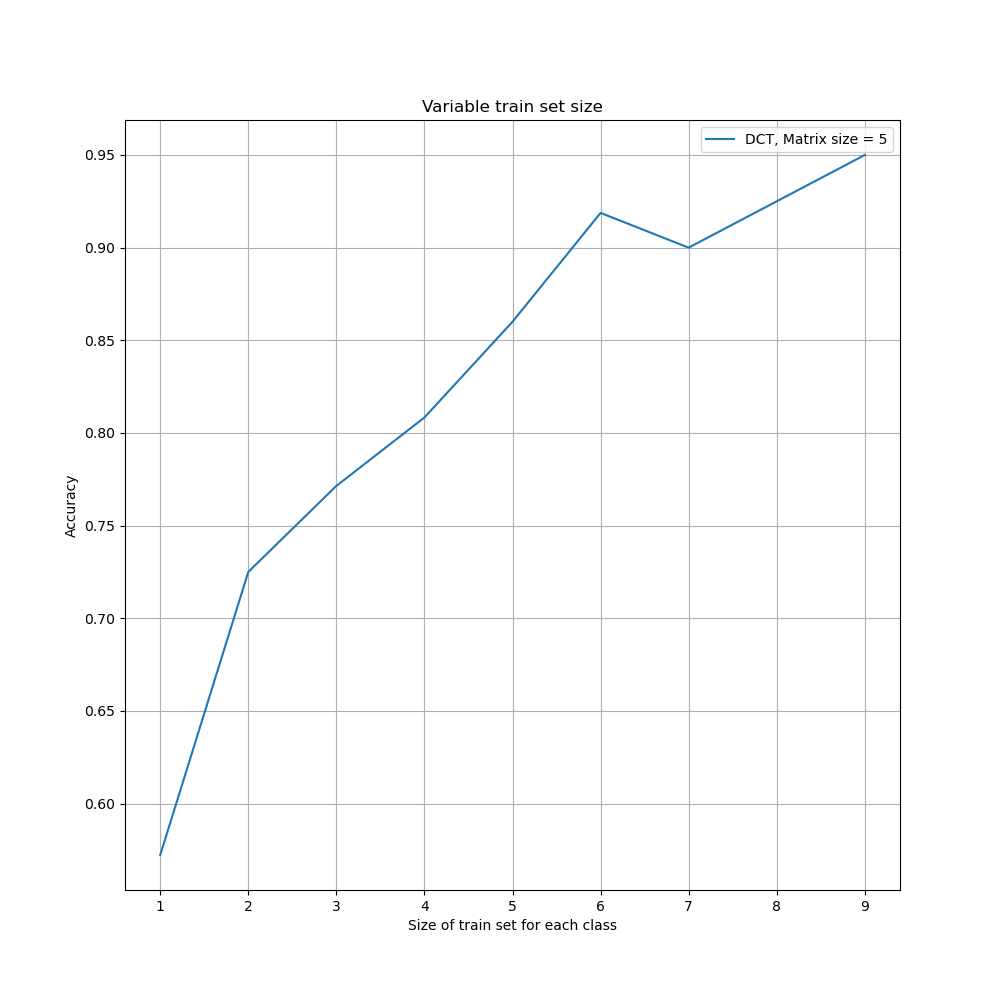 Variable train set size
DCT, Matrix size = 5
0.95
0.90
0.85
0.80
0.75
0.70
0.65
0.60
Accuracy
1 2 3 4 5 6 7 8 9
Size of train set for each class